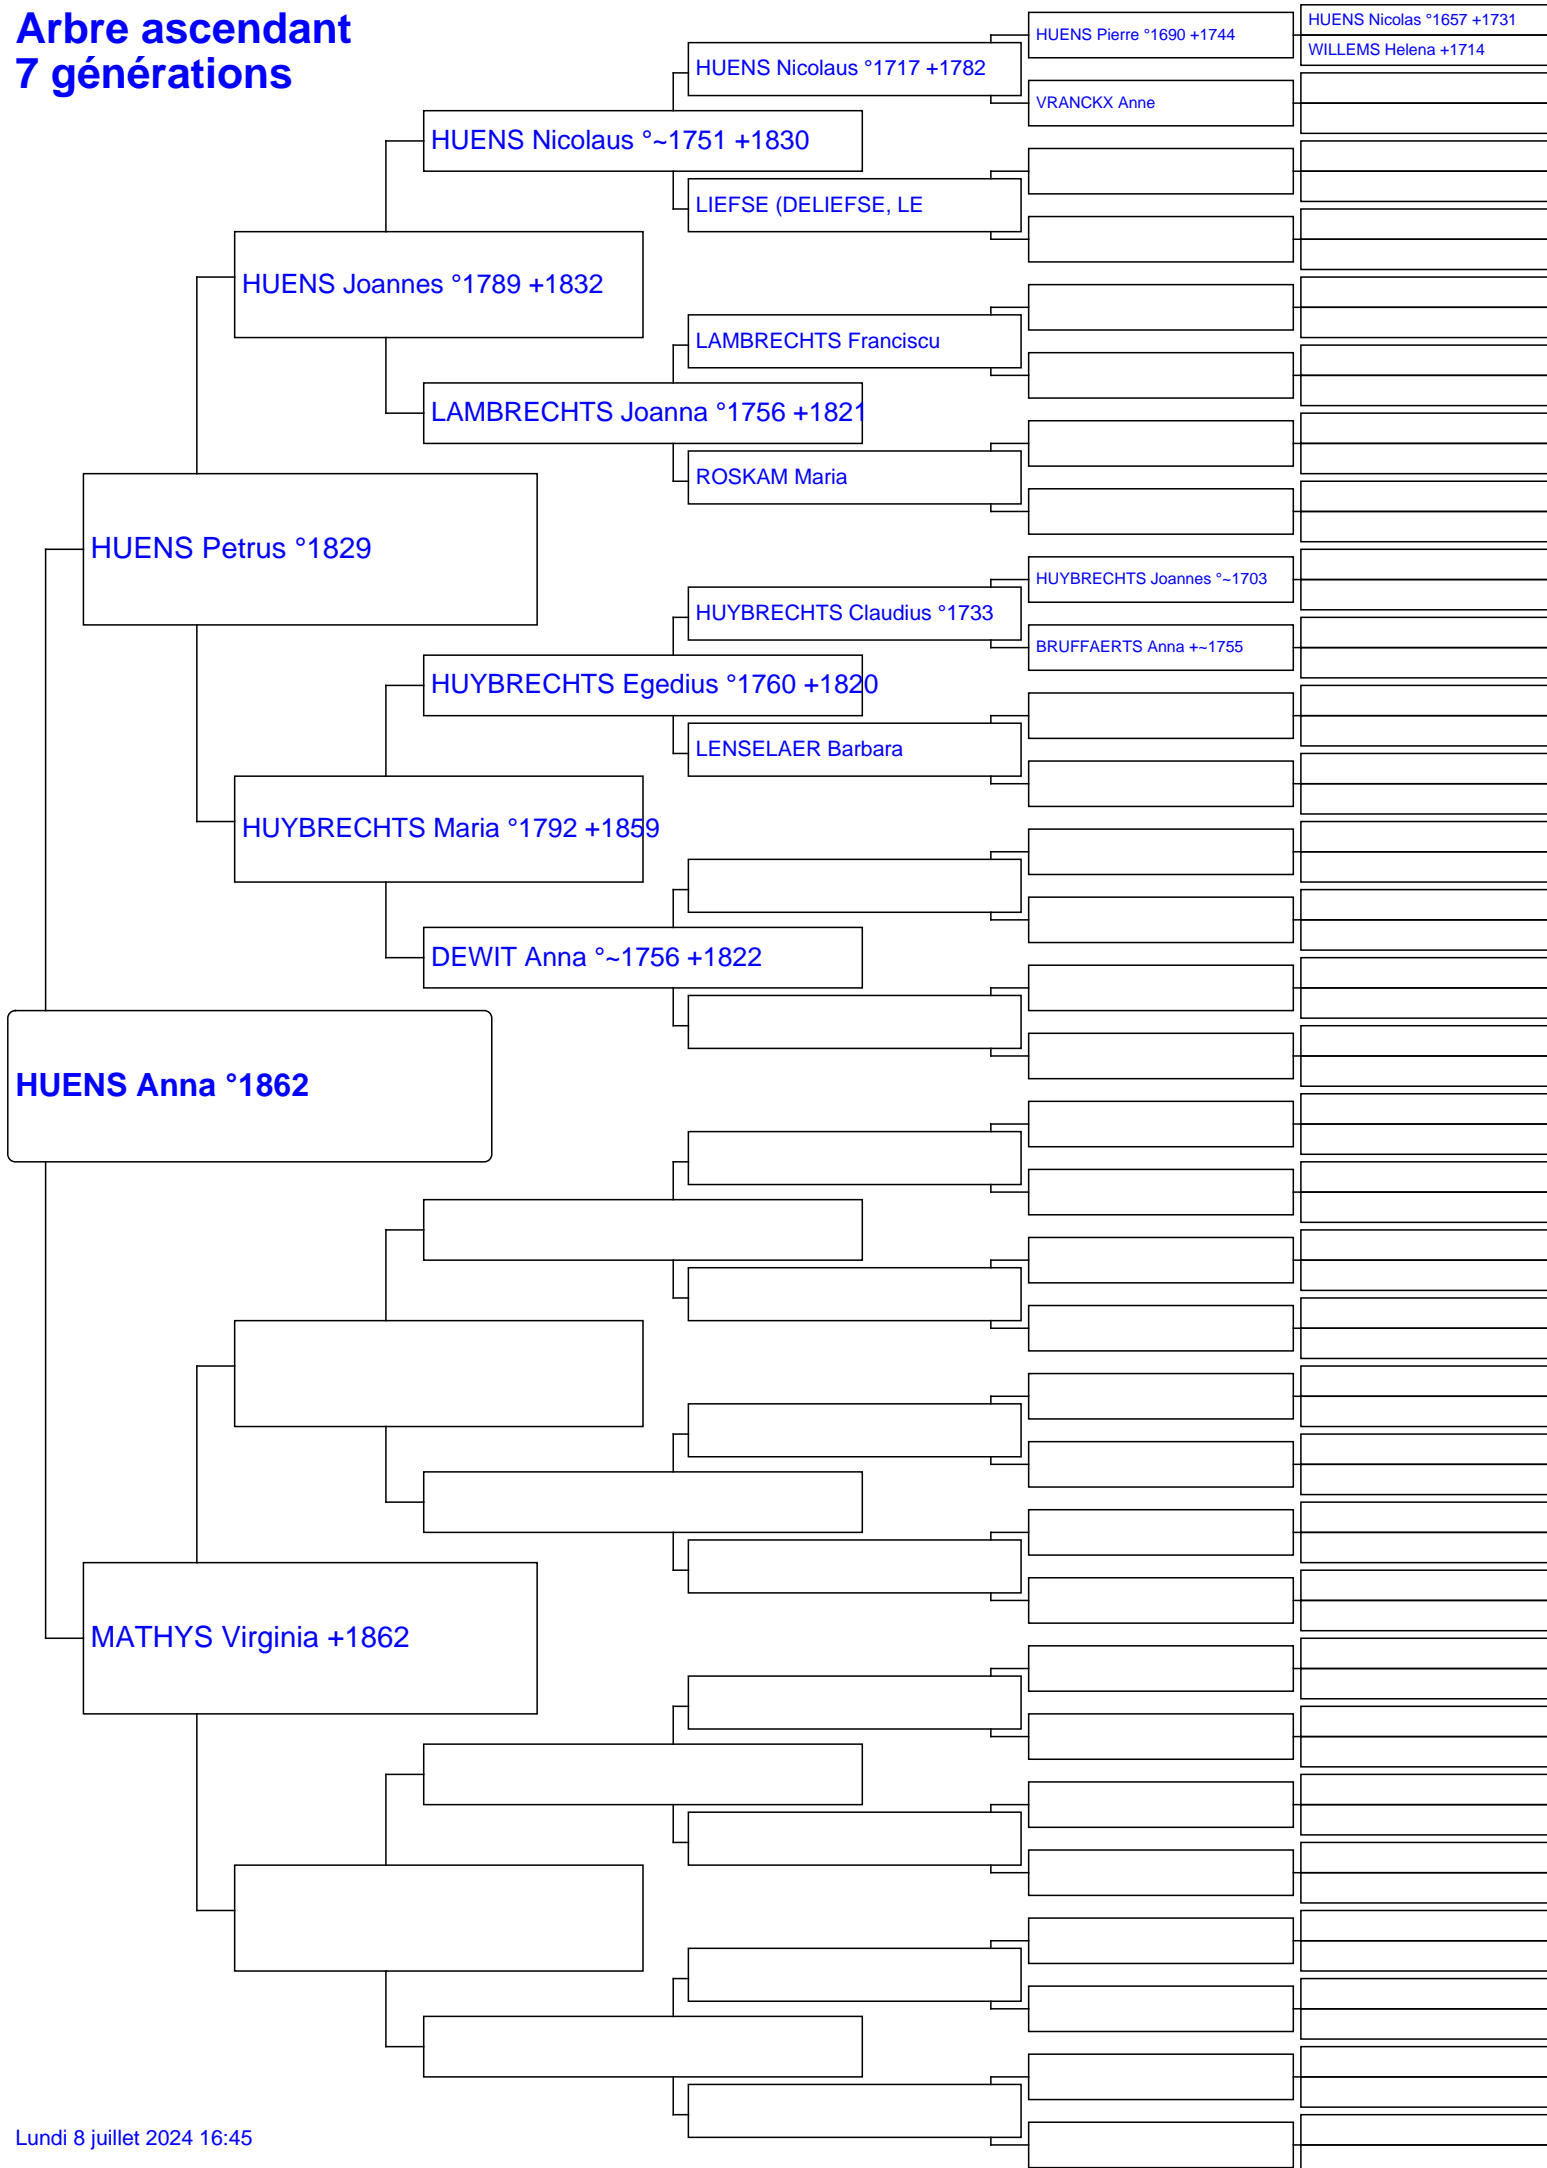 Arbre ascendant
7 générations
HUENS Nicolas °1657 +1731
HUENS Pierre °1690 +1744
WILLEMS Helena +1714
HUENS Nicolaus °1717 +1782
VRANCKX Anne
HUENS Nicolaus °~1751 +1830
LIEFSE (DELIEFSE, LE
HUENS Joannes °1789 +1832
LAMBRECHTS Franciscu
LAMBRECHTS Joanna °1756 +1821
ROSKAM Maria
HUENS Petrus °1829
HUYBRECHTS Joannes °~1703
HUYBRECHTS Claudius °1733
BRUFFAERTS Anna +~1755
HUYBRECHTS Egedius °1760 +1820
LENSELAER Barbara
HUYBRECHTS Maria °1792 +1859
DEWIT Anna °~1756 +1822
HUENS Anna °1862
MATHYS Virginia +1862
Lundi 8 juillet 2024 16:45